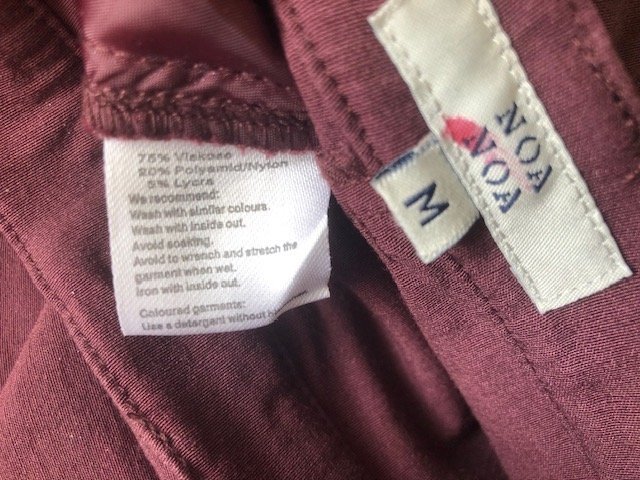 75% Viskose
20% Polyamid/Nylon
5% Lycra
We recommend:
Wash with similar colours.
Wash with inside out.
Avoid soaking.
Avoid to wrench and stretch the
garment when wet.
Iron with inside out.
Coloured garments:
Use a detergent without
M
NOA
NOA